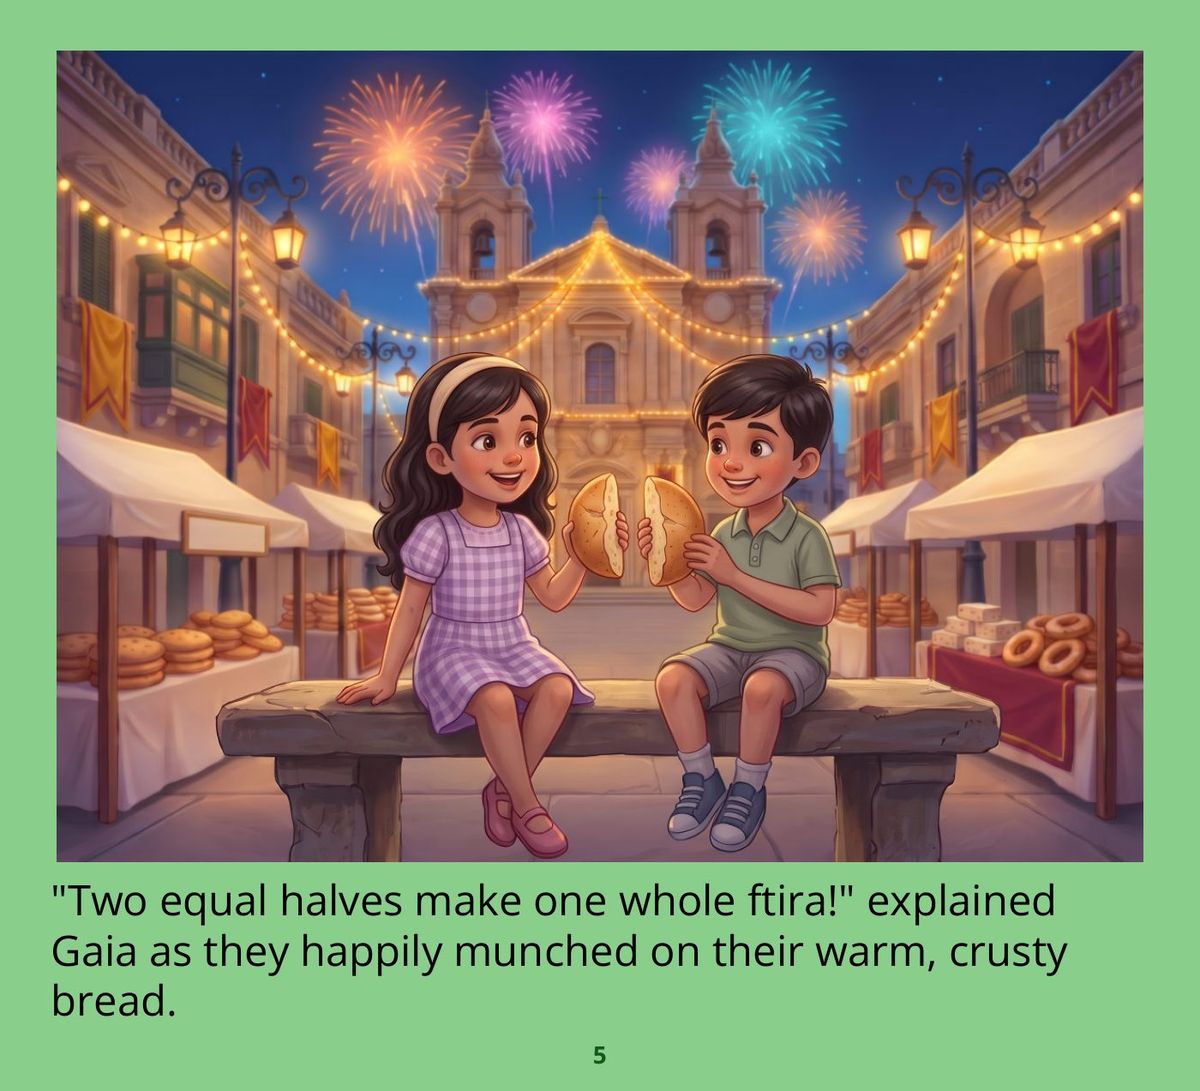 "Two equal halves make one whole ftira!" explained
Gaia as they happily munched on their warm, crusty
bread.
5